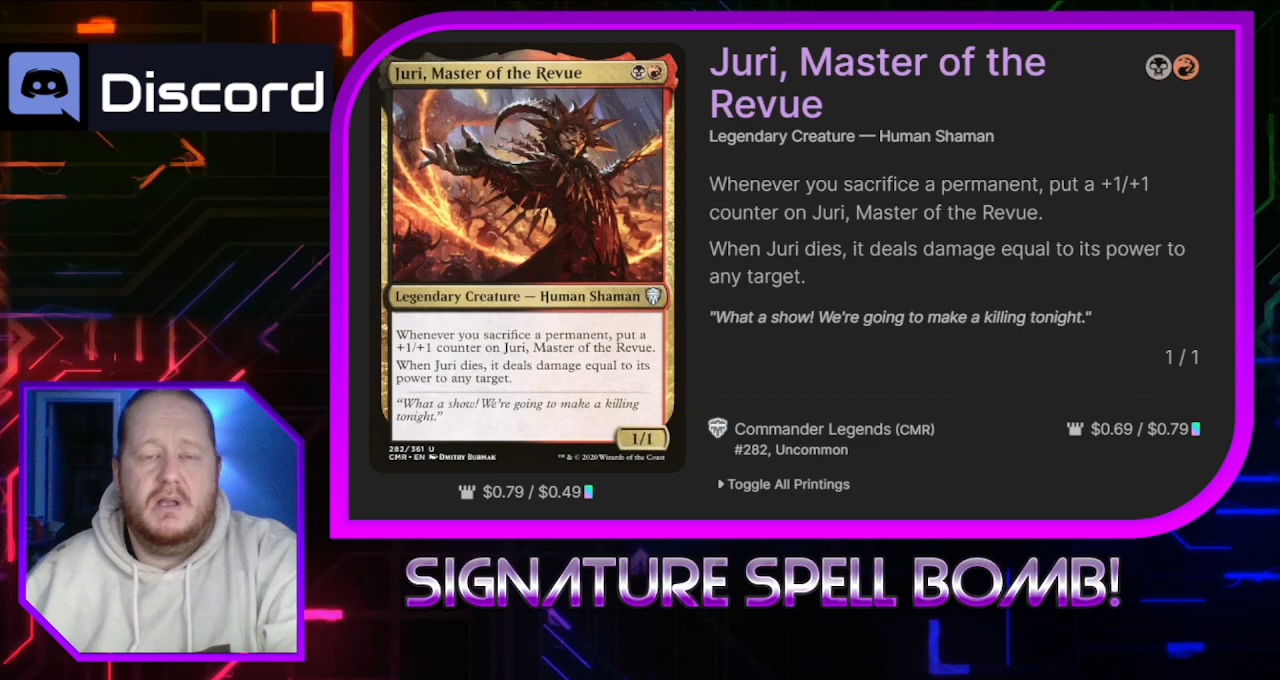 Discord
Juri, Master of the Revue
Legendary Creature — Human Shaman
Whenever you sacrifice a permanent, put a
+1/+1 counter on Juri, Master of the Revue.
When Juri dies, it deals damage equal to its
power to any target.
“What a show! We're going to make a killing
tonight.”
1/1
282/361 U
CMR • EN Dmitry Burmak
™ & © 2020 Wizards of the Coast
$0.79 / $0.49
Juri, Master of the
Revue
Legendary Creature — Human Shaman
Whenever you sacrifice a permanent, put a +1/+1
counter on Juri, Master of the Revue.
When Juri dies, it deals damage equal to its power to
any target.
"What a show! We're going to make a killing tonight."
1 / 1
Commander Legends (CMR)
#282, Uncommon
$0.69 / $0.79
Toggle All Printings
SIGNATURE SPELL BOMB!